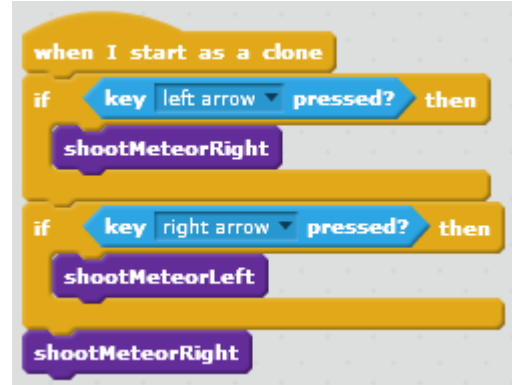 when I start as a clone
if key left arrow pressed? then
shootMeteorRight
if key right arrow pressed? then
shootMeteorLeft
shootMeteorRight